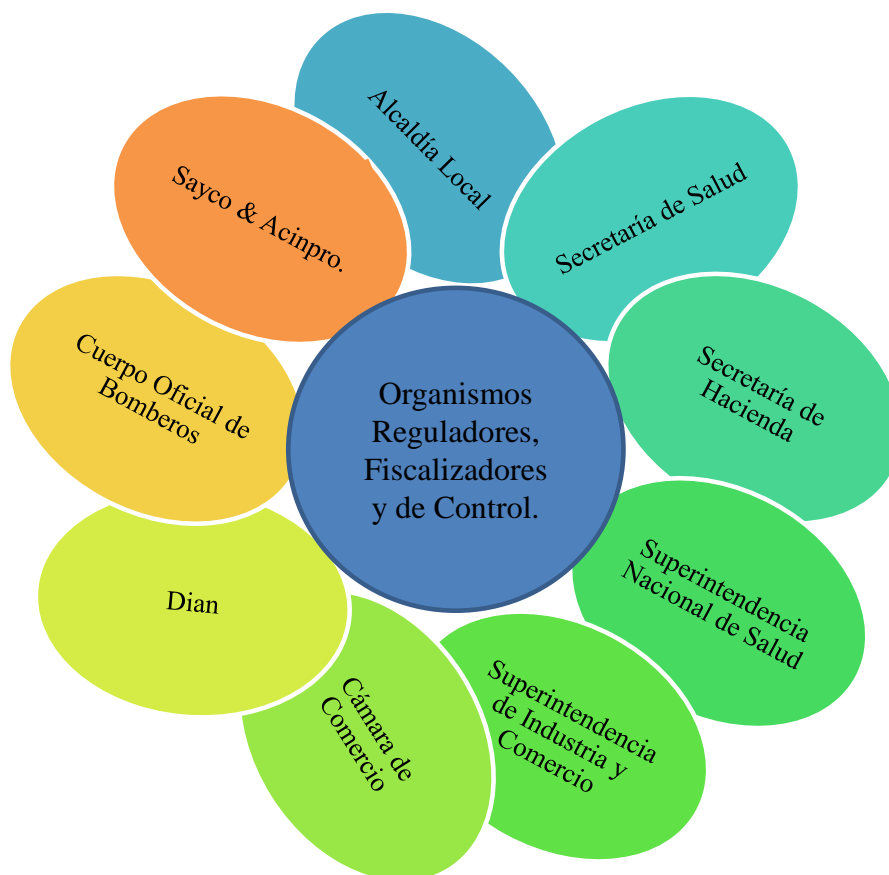 Alcaldía Local
Secretaría de Salud
Secretaría de
Hacienda
Superintendencia
Nacional de Salud
Superintendencia
de Industria y
Comercio
Cámara de
Comercio
Dian
Cuerpo Oficial de
Bomberos
Sayco & Acinpro.
Organismos
Reguladores,
Fiscalizadores
y de Control.